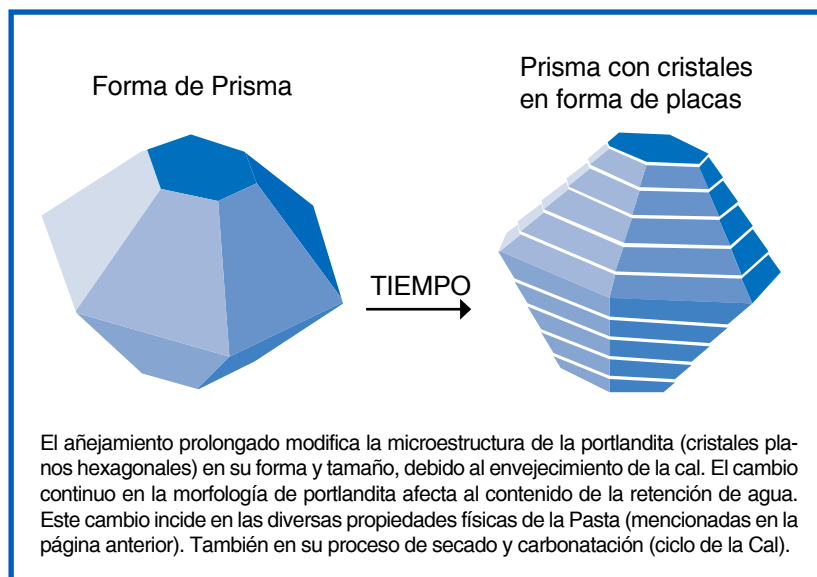 Forma de Prisma
Prisma con cristales
en forma de placas
TIEMPO
El añejamiento prolongado modifica la microestructura de la portlandita (cristales pla-
nos hexagonales) en su forma y tamaño, debido al envejecimiento de la cal. El cambio
continuo en la morfología de portlandita afecta al contenido de la retención de agua.
Este cambio incide en las diversas propiedades físicas de la Pasta (mencionadas en la
página anterior). También en su proceso de secado y carbonatación (ciclo de la Cal).